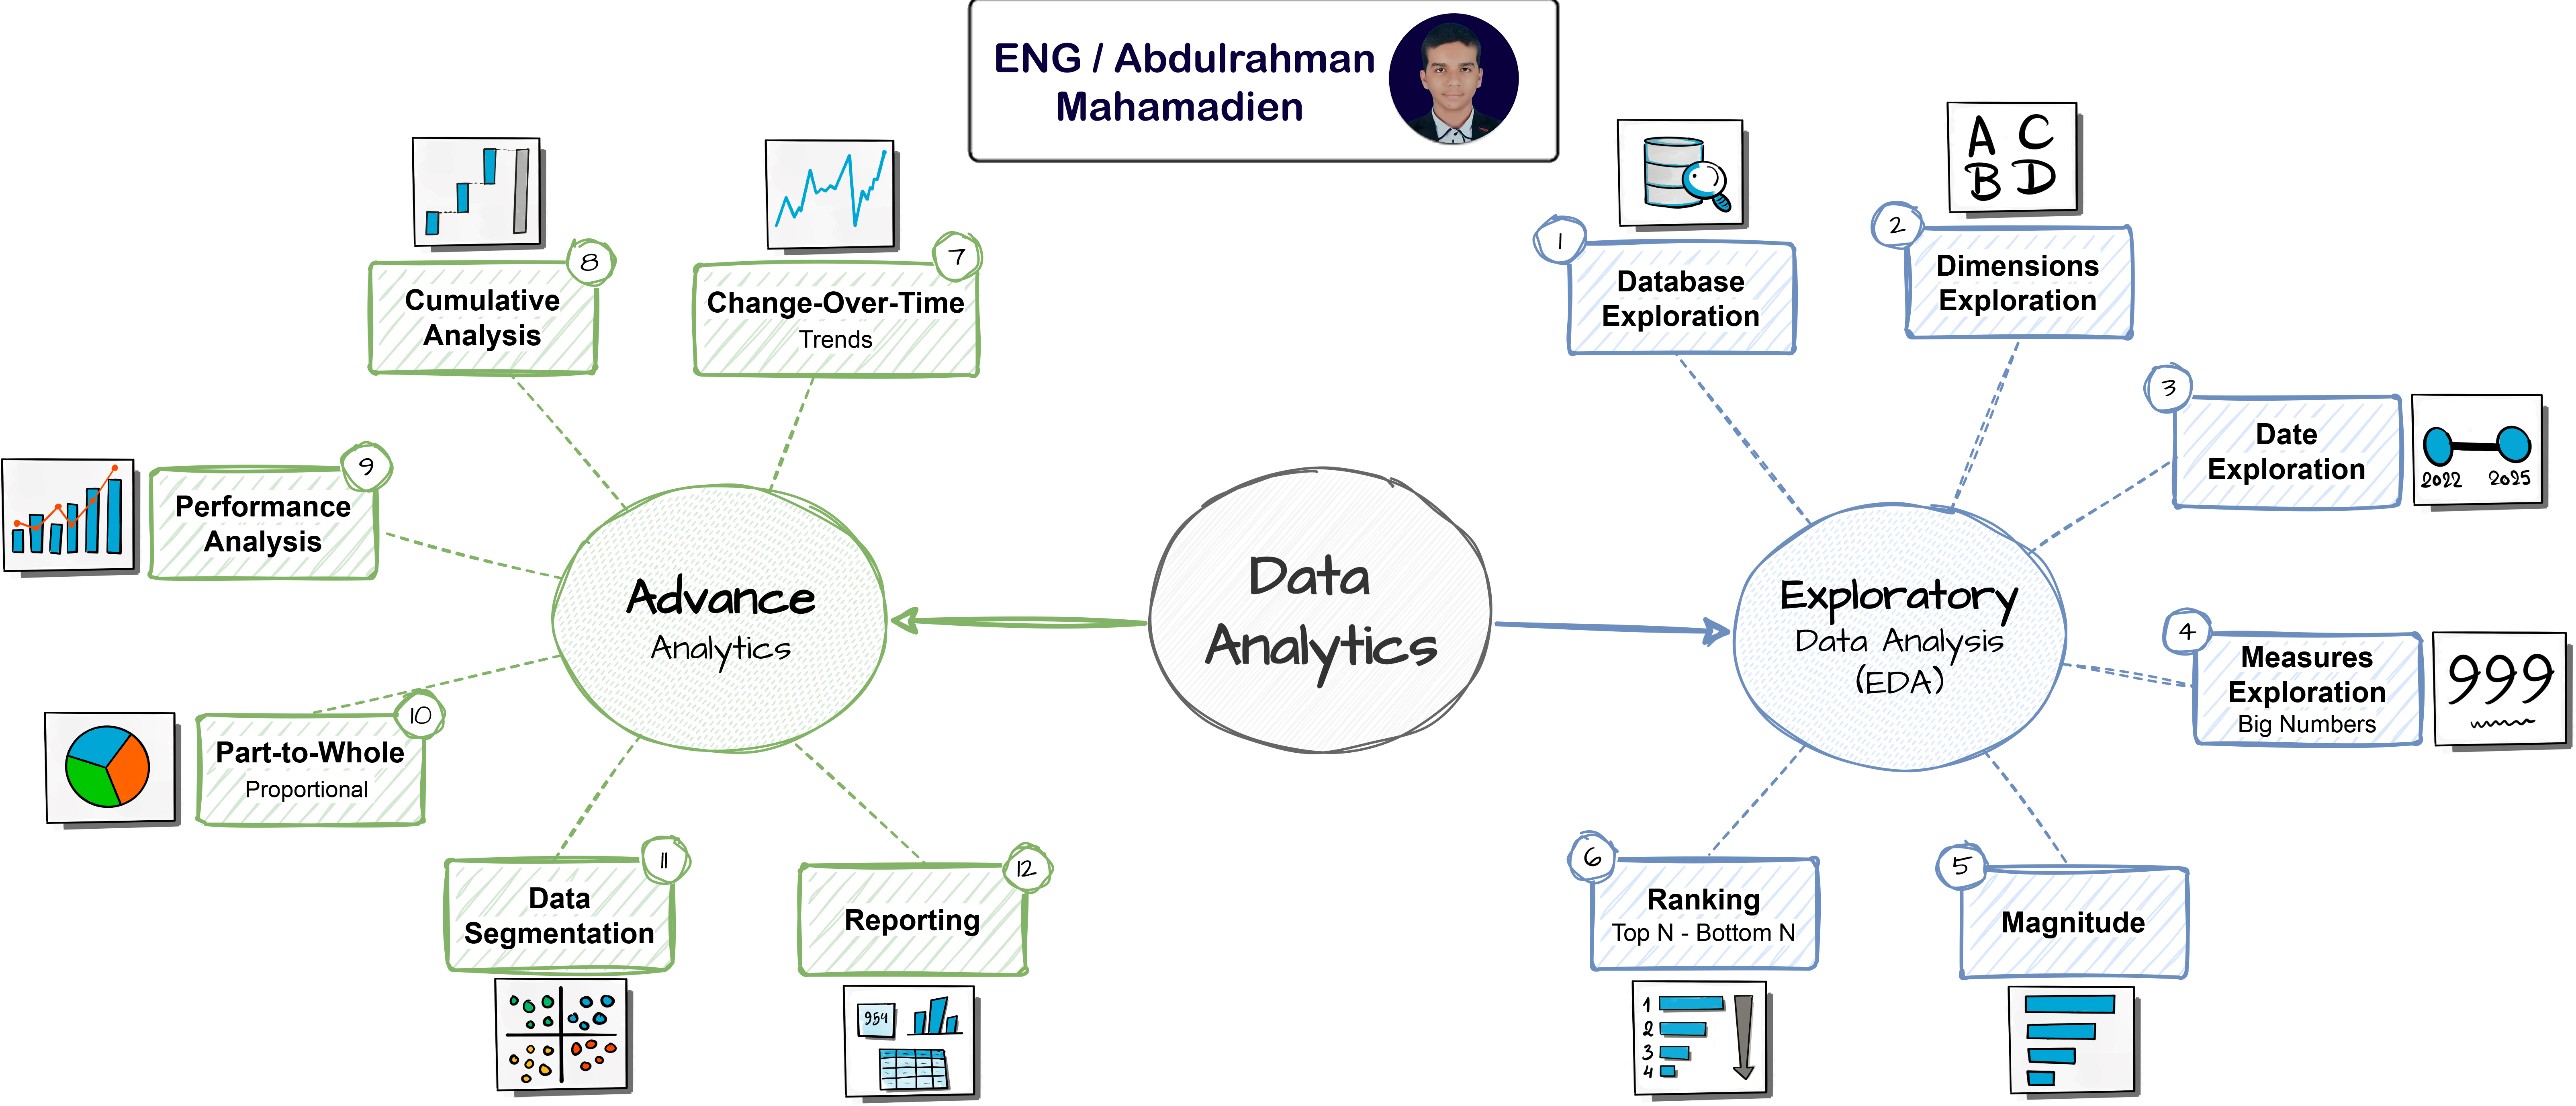 ENG / Abdulrahman
Mahamadien
8
Cumulative
Analysis
7
Change-Over-Time
Trends
9
Performance
Analysis
10
Part-to-Whole
Proportional
11
Data
Segmentation
12
Reporting
954
Advance
Analytics
Data
Analytics
Exploratory
Data Analysis
(EDA)
1
Database
Exploration
A C
B D
2
Dimensions
Exploration
3
Date
Exploration
2022 2025
4
Measures
Exploration
Big Numbers
999
5
Magnitude
6
Ranking
Top N - Bottom N
1
2
3
4